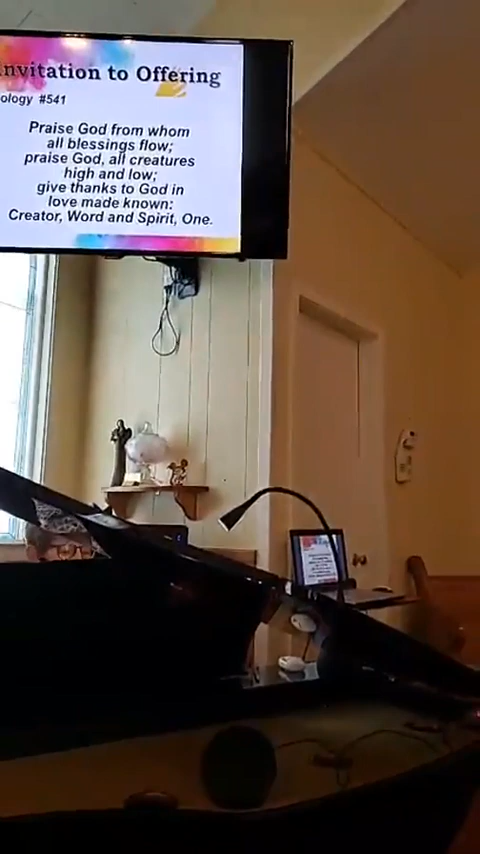 nvitation to Offering
ology #541
Praise God from whom
all blessings flow;
praise God, all creatures
high and low;
give thanks to God in
love made known:
Creator, Word and Spirit, One.